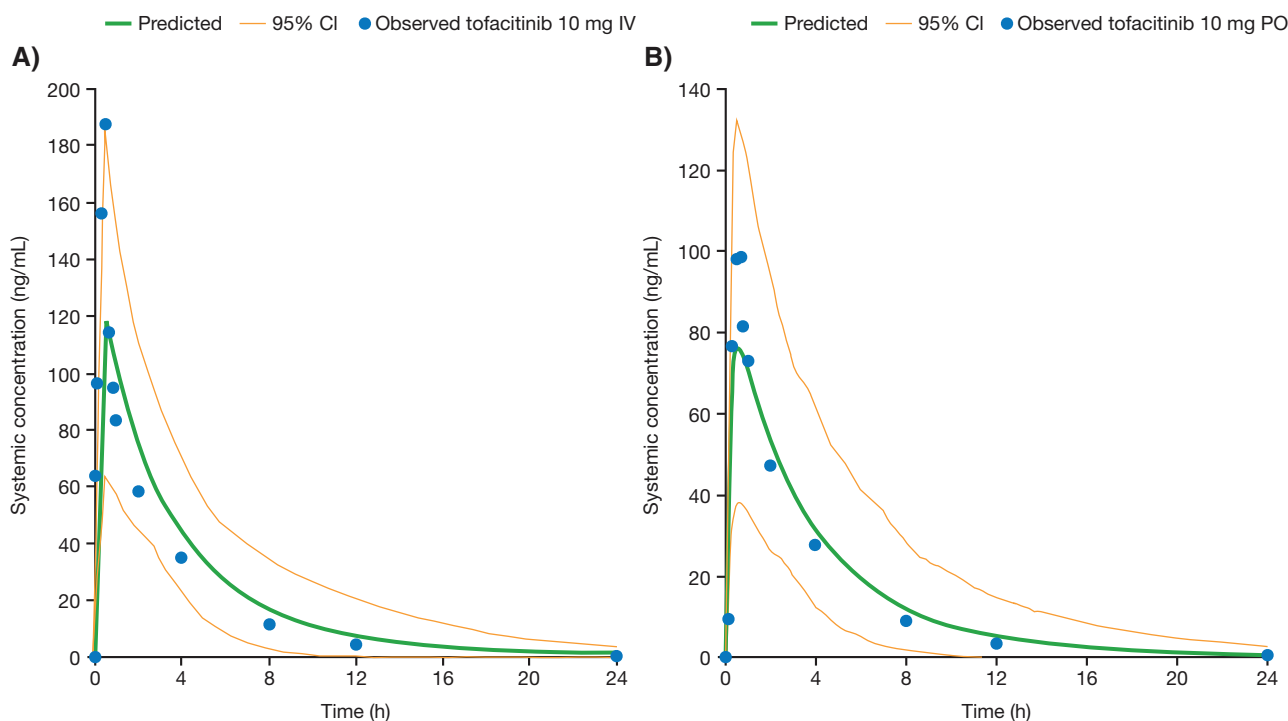 Predicted 95% CI Observed tofacitinib 10 mg IV
A)
200
180
160
140
120
100
80
60
40
20
0
Systemic concentration (ng/mL)
0 4 8 12 16 20 24
Time (h)
Predicted 95% CI Observed tofacitinib 10 mg PO
B)
140
120
100
80
60
40
20
0
Systemic concentration (ng/mL)
0 4 8 12 16 20 24
Time (h)